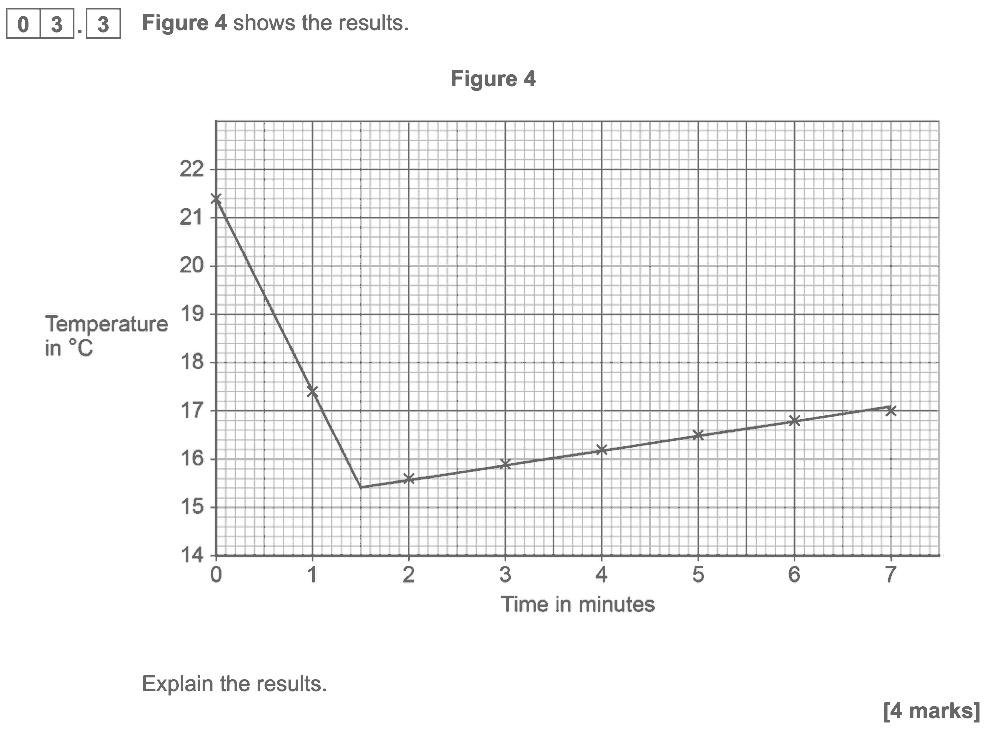 0 3 . 3 Figure 4 shows the results.
Figure 4
22
21
20
19
18
17
16
15
14
Temperature
in °C
0 1 2 3 4 5 6 7
Time in minutes
Explain the results.
[4 marks]